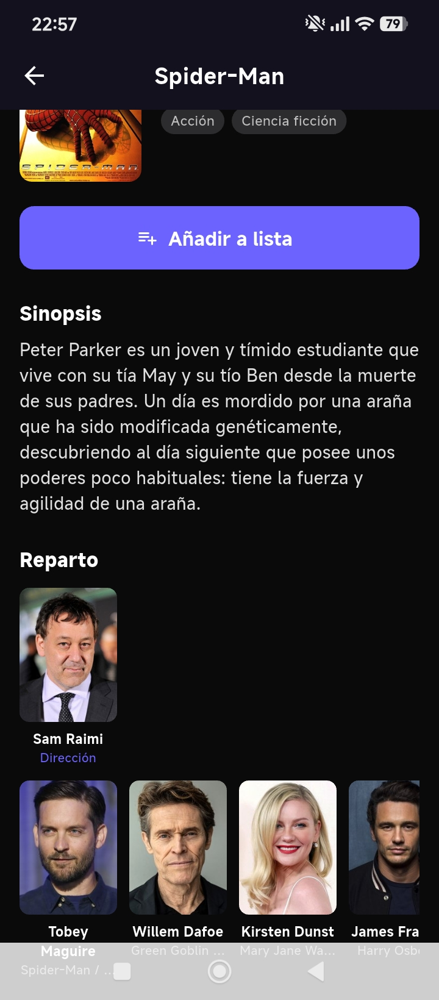 22:57
79
Spider-Man
Acción
Ciencia ficción
SPIDER-MAN
Añadir a lista
Sinopsis
Peter Parker es un joven y tímido estudiante que
vive con su tía May y su tío Ben desde la muerte
de sus padres. Un día es mordido por una araña
que ha sido modificada genéticamente,
descubriendo al día siguiente que posee unos
poderes poco habituales: tiene la fuerza y
agilidad de una araña.
Reparto
Sam Raimi
Dirección
Tobey
Maguire
Spider-Man / ...
Willem Dafoe
Green Goblin ...
Kirsten Dunst
Mary Jane Wa...
James Fra
Harry Osb